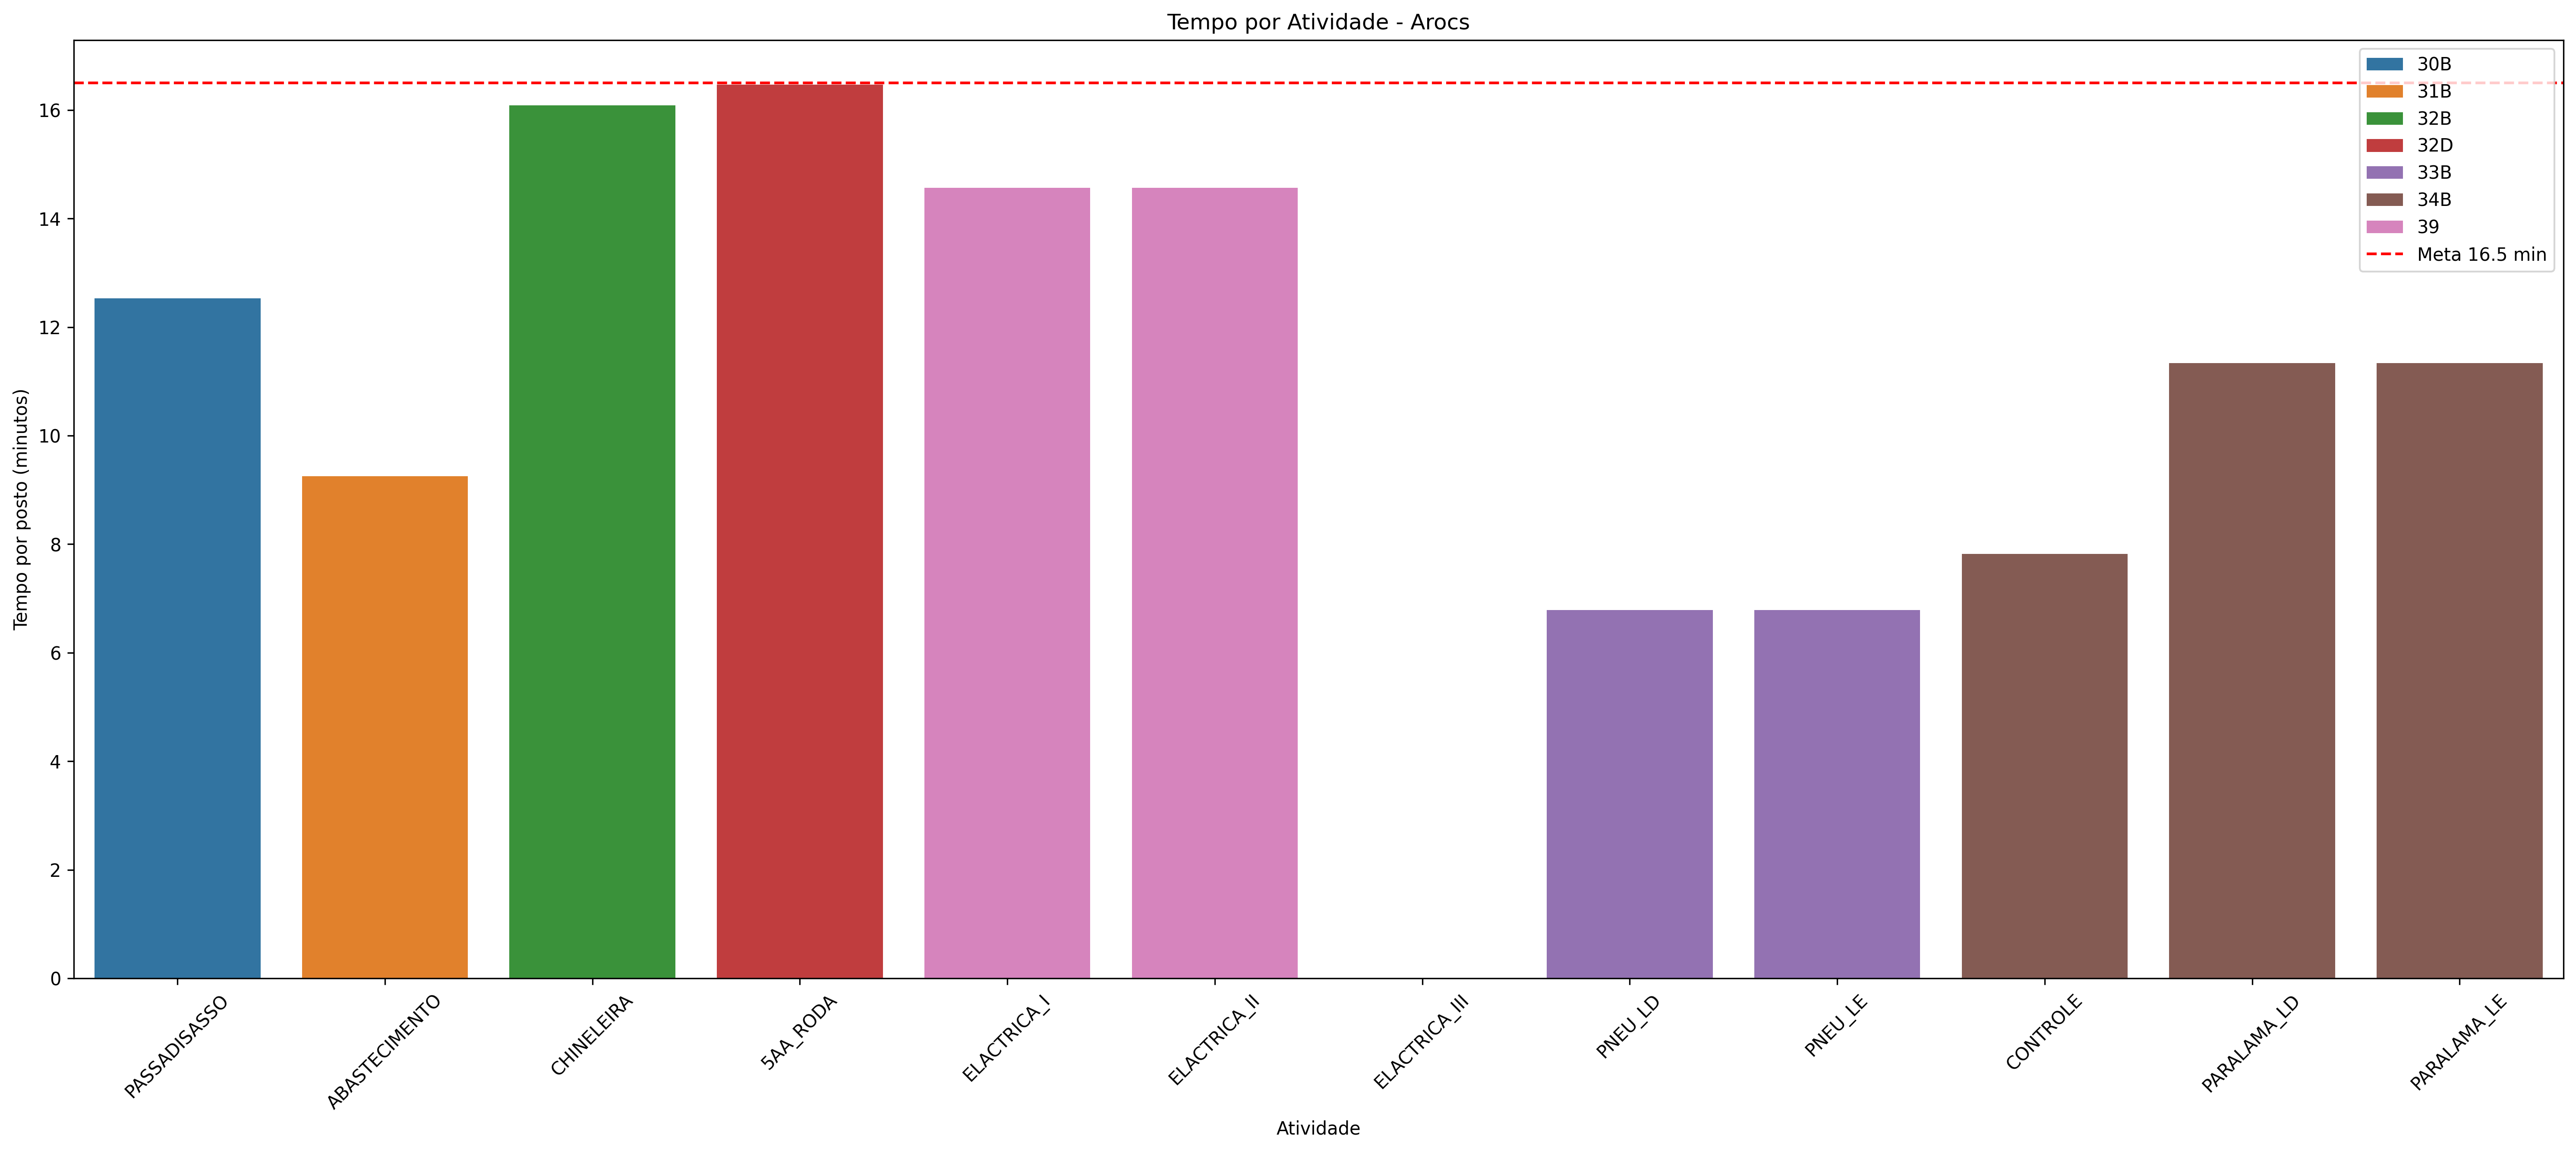 Tempo por Atividade - Arocs
30B
31B
32B
32D
33B
34B
39
Meta 16.5 min
Tempo por posto (minutos)
16
14
12
10
8
6
4
2
0
PASSADISASSO
ABASTECIMENTO
CHINELEIRA
5AA_RODA
ELACTRICA_I
ELACTRICA_II
ELACTRICA_III
PNEU_LD
PNEU_LE
CONTROLE
PARALAMA_LD
PARALAMA_LE
Atividade